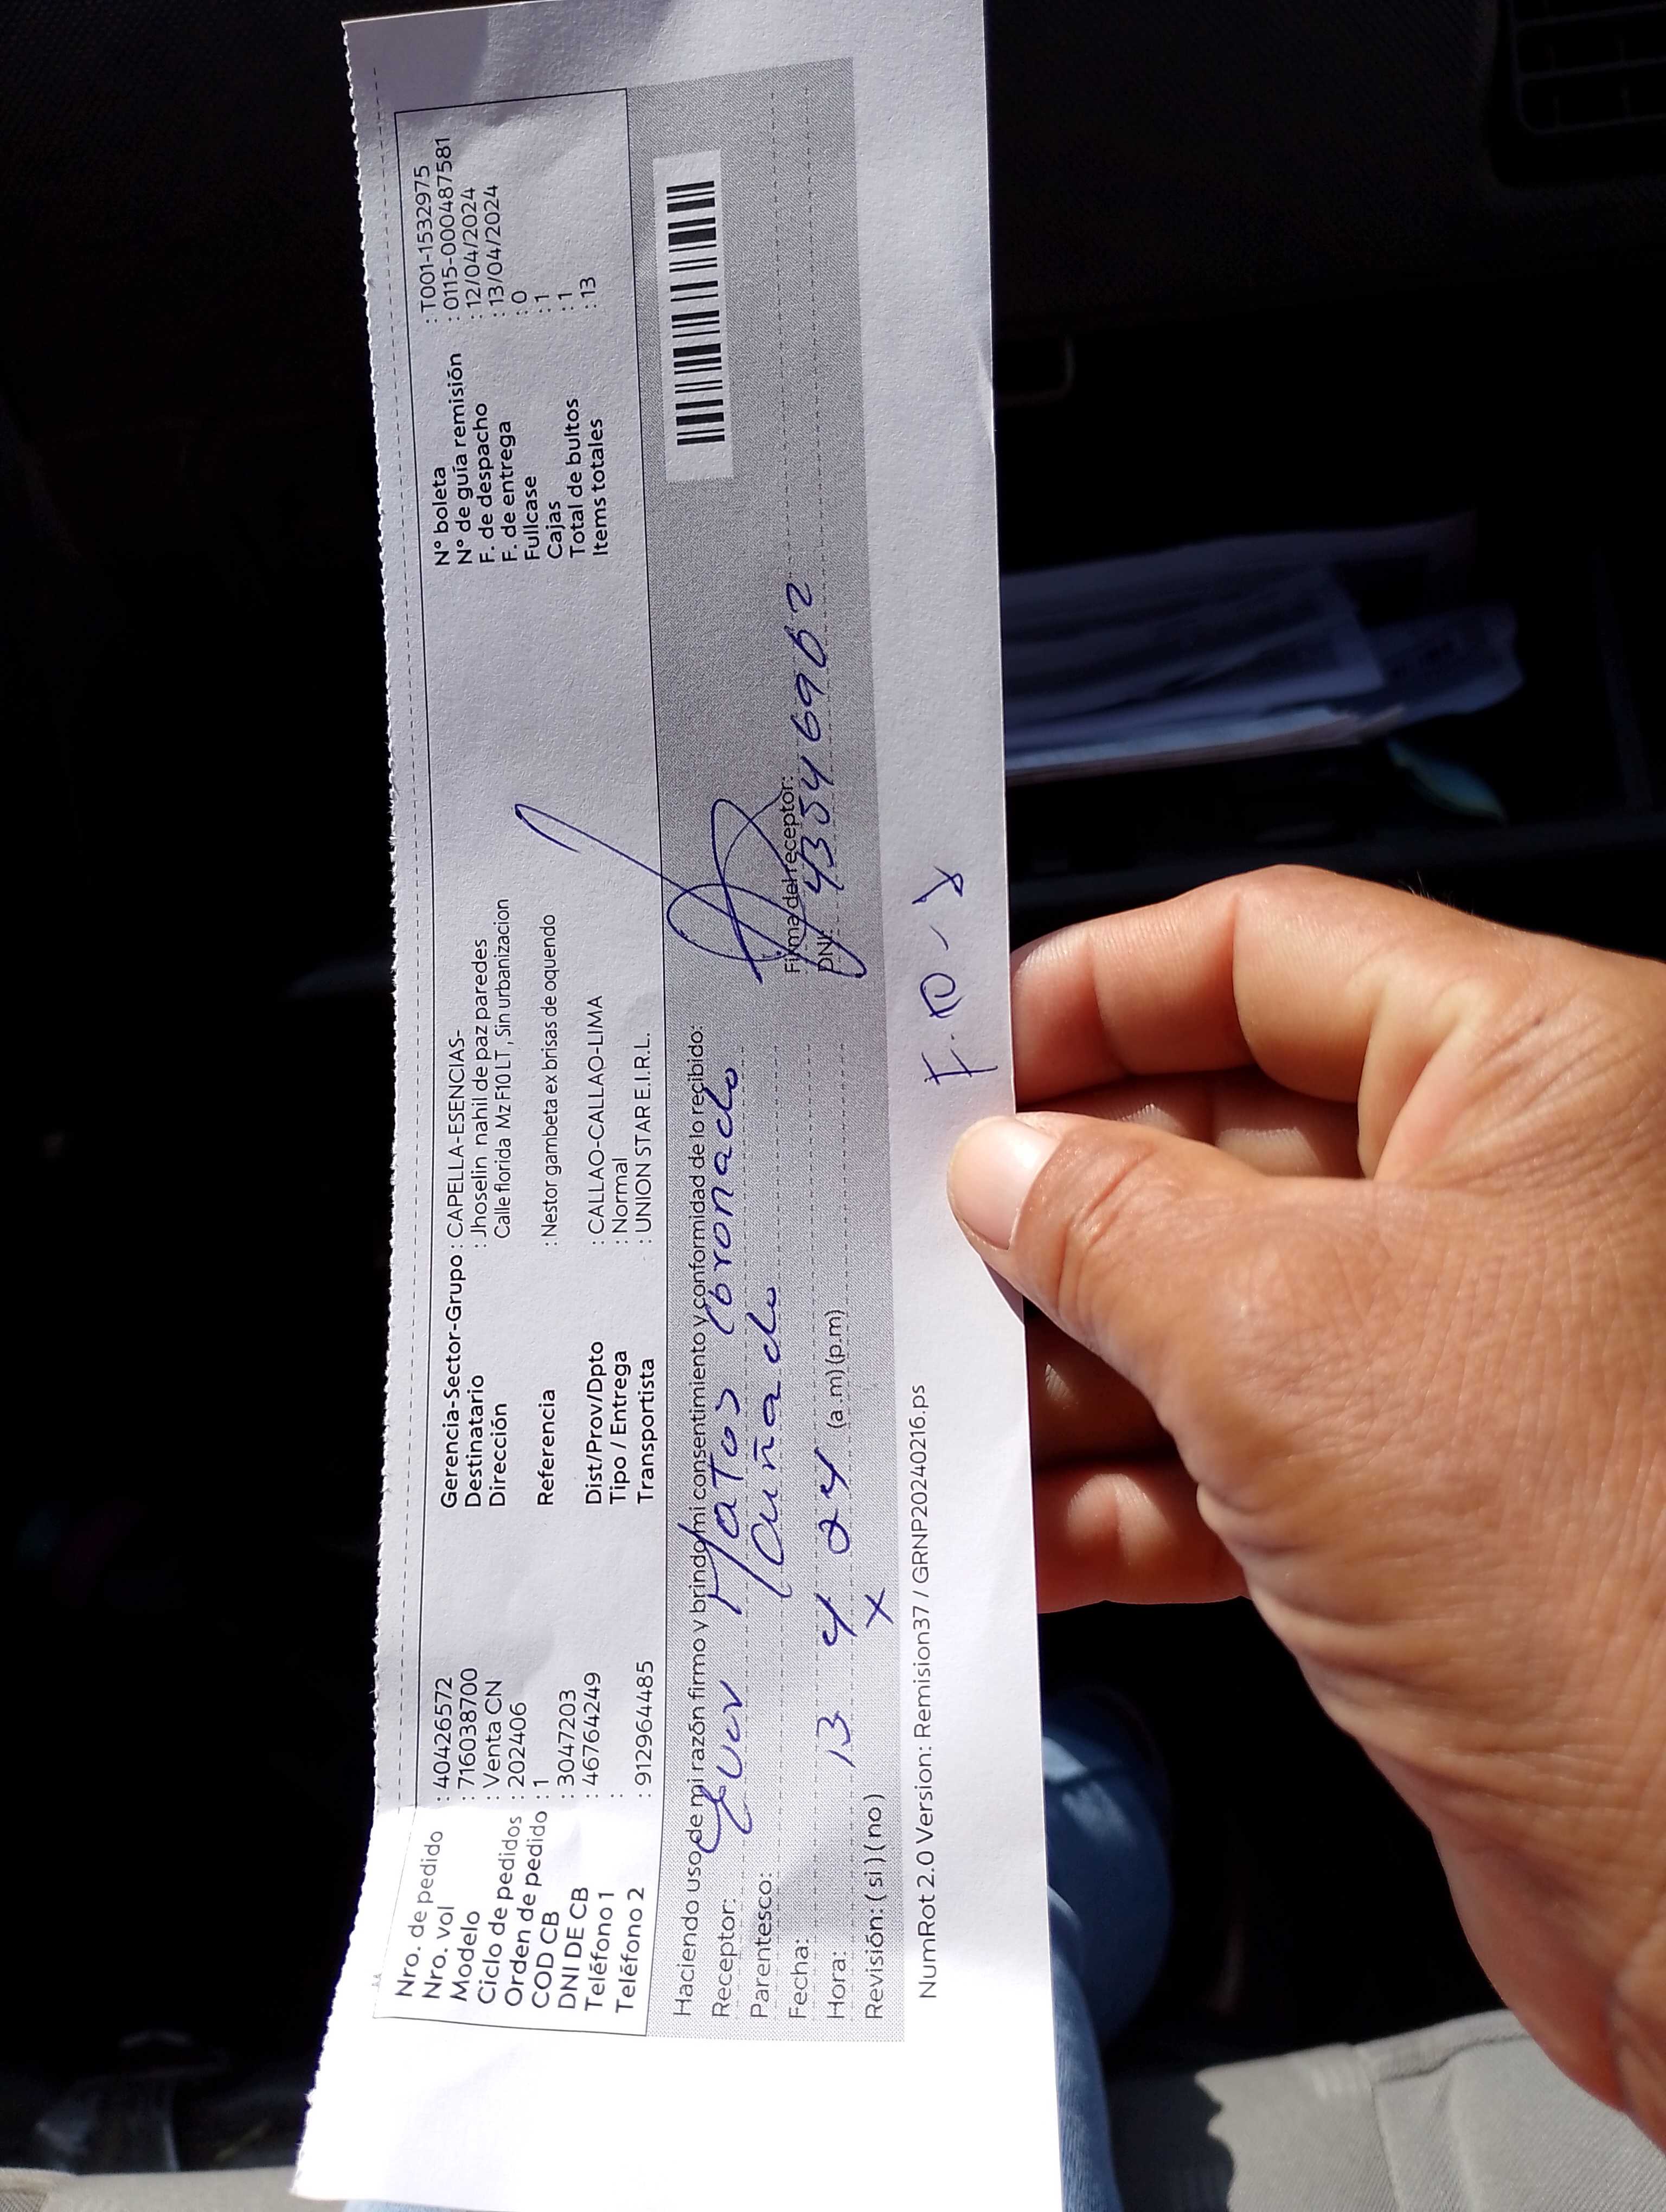 Nro. de pedido : 40426572
Nro. vol : 716038700
Modelo : Venta CN
Ciclo de pedidos : 202406
Orden de pedido : 1
COD CB : 3047203
DNI DE CB : 46764249
Teléfono 1 :
Teléfono 2 : 912964485
Gerencia-Sector-Grupo : CAPELLA-ESENCIAS-
Destinatario : Jhoselin nahil de paz paredes
Dirección Calle florida Mz F10 LT , Sin urbanizacion
Referencia : Nestor gambeta ex brisas de oquendo
Dist/Prov/Dpto : CALLAO-CALLAO-LIMA
Tipo / Entrega : Normal
Transportista : UNION STAR E.I.R.L.
N° boleta : T001-1532975
N° de guía remisión : 0115-0000487581
F. de despacho : 12/04/2024
F. de entrega : 13/04/2024
Fullcase : 0
Cajas : 1
Total de bultos : 1
Items totales : 13
Haciendo uso de mi razón firmo y brindo mi consentimiento y conformidad de lo recibido:
Receptor: Matos Coronado
Parentesco: Cuñado
Fecha: 13 4 24
Hora: (a.m) (p.m)
Revisión: ( si ) ( no ) X
Firma del receptor:
DNI: 43346962
NumRot 2.0 Version: Remision37 / GRNP20240216.ps